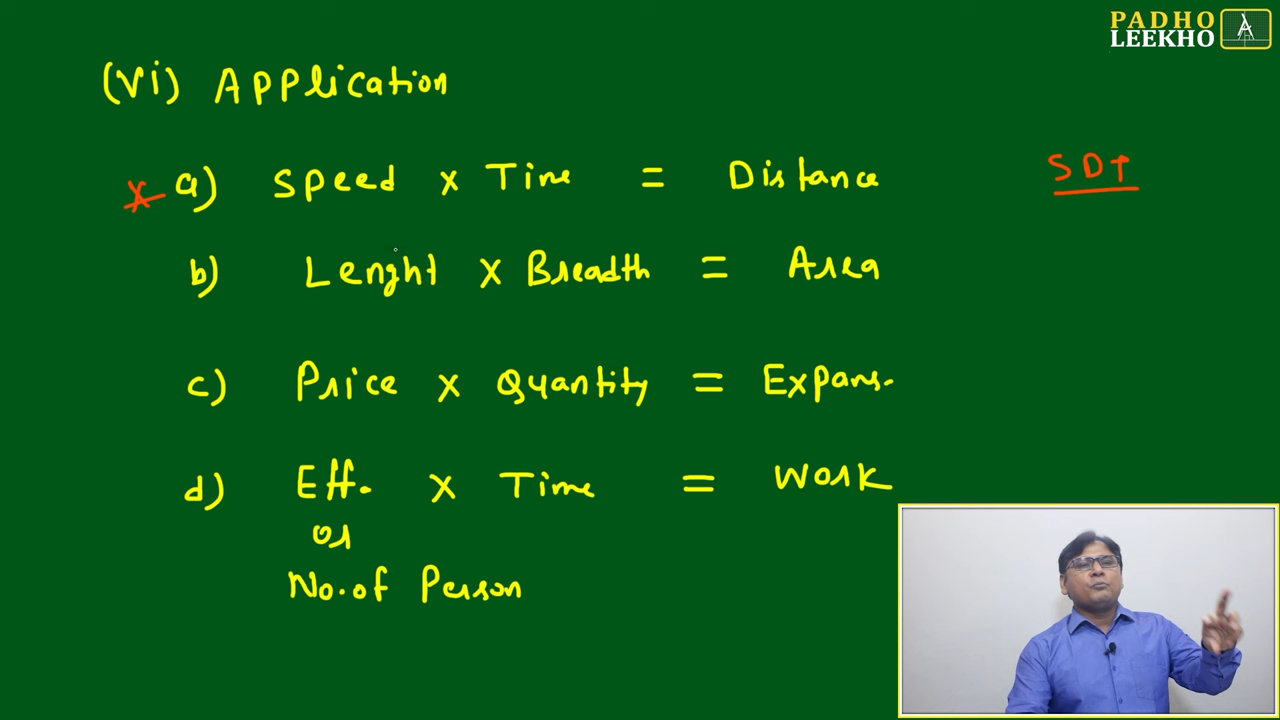 PADHO
LEEKHO
(vi) Application
x a) Speed x Time = Distance
SDT
b) Lenght x Breadth = Area
c) Price x Quantity = Expans.
d) Eff. x Time = Work
or
No. of Person